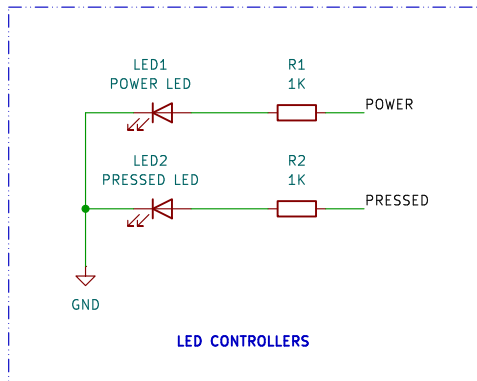 LED1
POWER LED
R1
1K
POWER
LED2
PRESSED LED
R2
1K
PRESSED
GND
LED CONTROLLERS